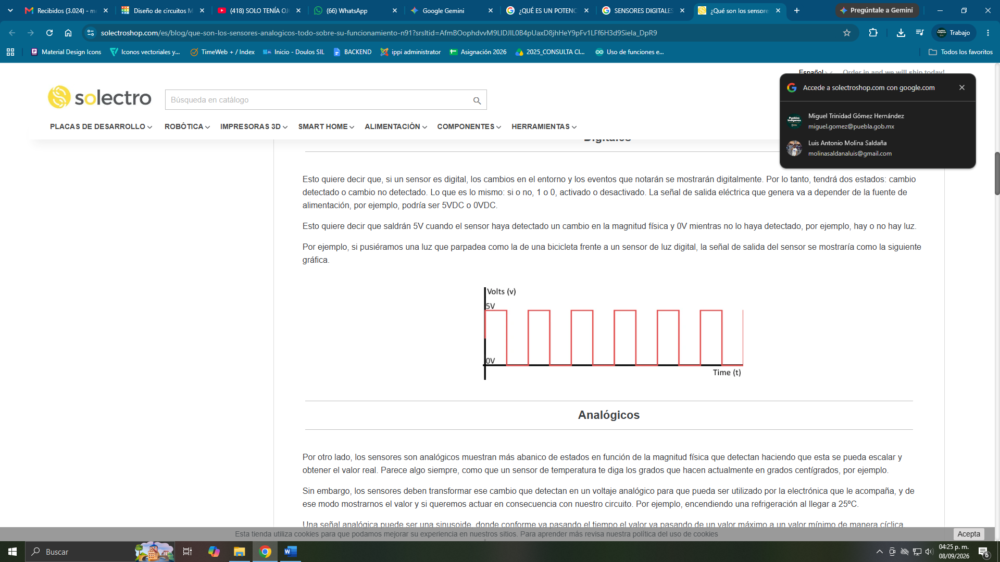 Recibidos (3.024) - m
Diseño de circuitos M
(418) SOLO TENÍA OJ
(66) WhatsApp
Google Gemini
¿QUÉ ES UN POTENC
SENSORES DIGITALES
¿Qué son los sensore
Pregúntale a Gemini
solectroshop.com/es/blog/que-son-los-sensores-analogicos-todo-sobre-su-funcionamiento-n91?srsltid=AfmBOophdvvM9LlDJIL0B4pUaxD8jhHeY9pFv1LFf6H3d9Siela_DpR9
Trabajo
Material Design Icons
Iconos vectoriales y...
TimeWeb + / Index
Inicio - Doulos SIL
BACKEND
ippi administrator
Asignación 2026
2025_CONSULTA CI...
Uso de funciones e...
Todos los favoritos
Español
Order in and we will ship today!
solectro
Búsqueda en catálogo
PLACAS DE DESARROLLO
ROBÓTICA
IMPRESORAS 3D
SMART HOME
ALIMENTACIÓN
COMPONENTES
HERRAMIENTAS
Accede a solectroshop.com con google.com
Miguel Trinidad Gómez Hernández
miguel.gomez@puebla.gob.mx
Luis Antonio Molina Saldaña
molinasaldanaluis@gmail.com
Digitales
Esto quiere decir que, si un sensor es digital, los cambios en el entorno y los eventos que notarán se mostrarán digitalmente. Por lo tanto, tendrá dos estados: cambio
detectado o cambio no detectado. Lo que es lo mismo: si o no, 1 o 0, activado o desactivado. La señal de salida eléctrica que genera va a depender de la fuente de
alimentación, por ejemplo, podría ser 5VDC o 0VDC.
Esto quiere decir que saldrán 5V cuando el sensor haya detectado un cambio en la magnitud física y 0V mientras no lo haya detectado, por ejemplo, hay o no hay luz.
Por ejemplo, si pusiéramos una luz que parpadea como la de una bicicleta frente a un sensor de luz digital, la señal de salida del sensor se mostraría como la siguiente
gráfica.
Volts (v)
5V
0V
Time (t)
Analógicos
Por otro lado, los sensores son analógicos muestran más abanico de estados en función de la magnitud física que detectan haciendo que esta se pueda escalar y
obtener el valor real. Parece algo siempre, como que un sensor de temperatura te diga los grados que hacen actualmente en grados centígrados, por ejemplo.
Sin embargo, los sensores deben transformar ese cambio que detectan en un voltaje analógico para que pueda ser utilizado por la electrónica que le acompaña, y de
ese modo mostrarnos el valor y si queremos actuar en consecuencia con nuestro circuito. Por ejemplo, encendiendo una refrigeración al llegar a 25ºC.
Una señal analógica puede ser una sinusoide, donde conforme va pasando el tiempo el valor va pasando de un valor máximo a un valor mínimo de manera cíclica
Esta tienda utiliza cookies para que podamos mejorar su experiencia en nuestros sitios. Para aprender más revisa nuestra política del uso de cookies
Acepta
Buscar
04:25 p. m.
08/09/2026
6